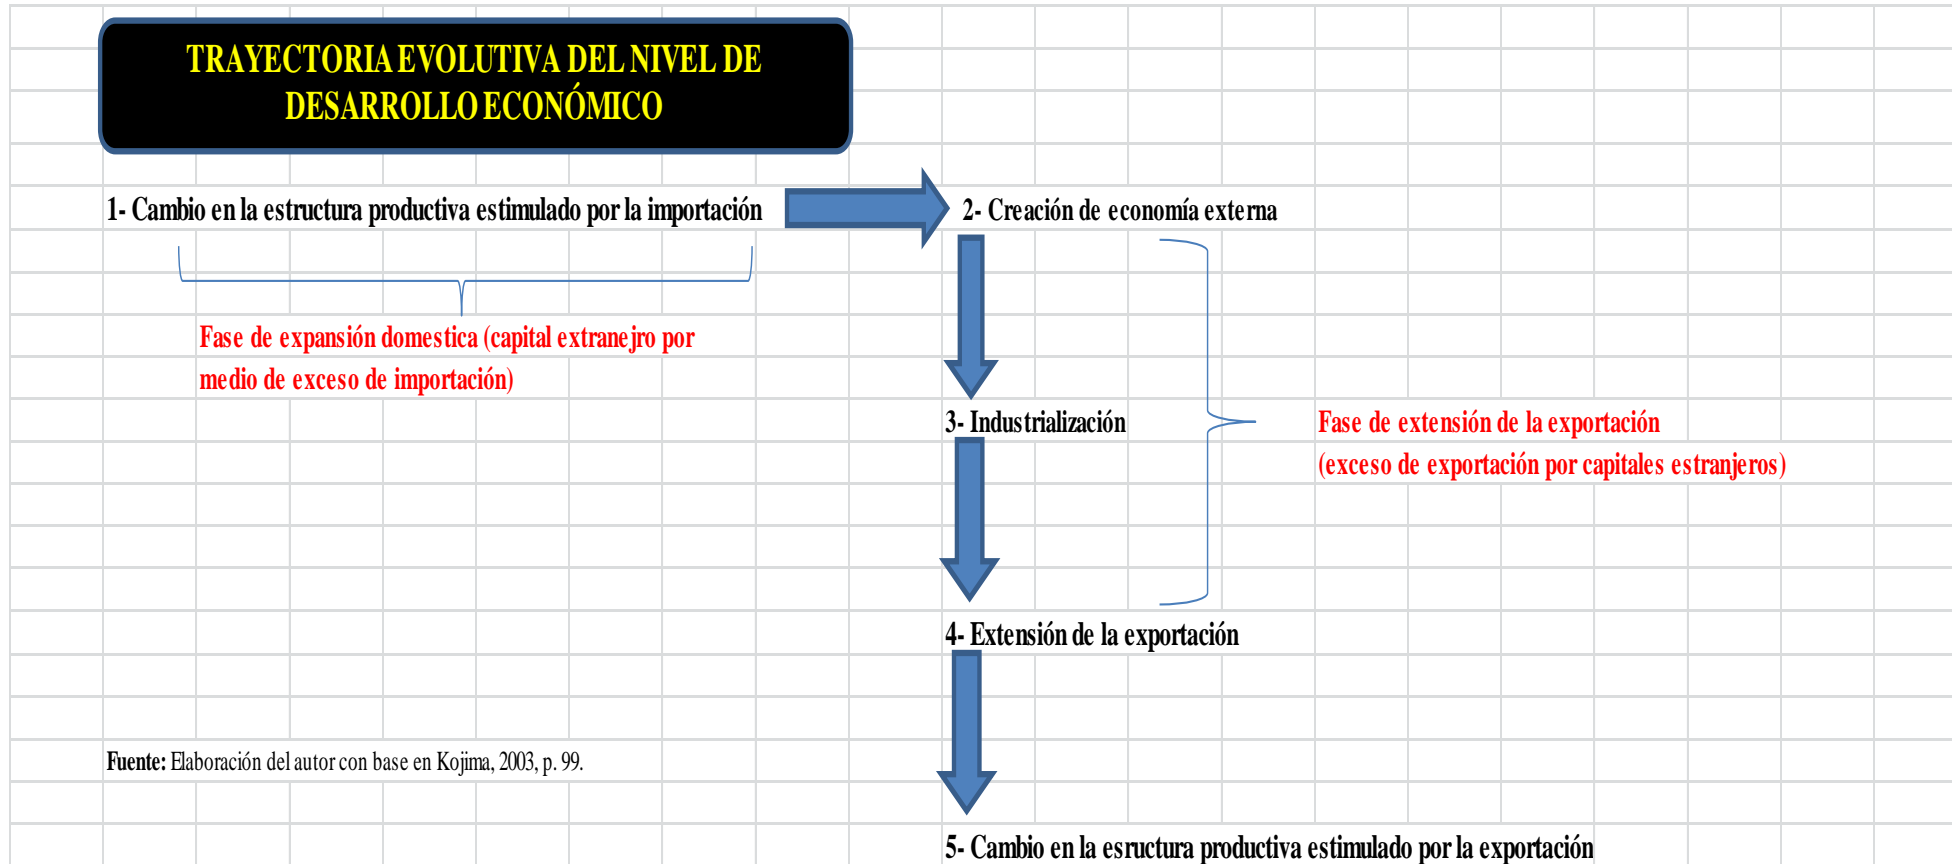 TRAYECTORIA EVOLUTIVA DEL NIVEL DE
DESARROLLO ECONÓMICO
1- Cambio en la estructura productiva estimulado por la importación
2- Creación de economía externa
Fase de expansión domestica (capital extranejro por
medio de exceso de importación)
3- Industrialización
Fase de extensión de la exportación
(exceso de exportación por capitales estranjeros)
4- Extensión de la exportación
Fuente: Elaboración del autor con base en Kojima, 2003, p. 99.
5- Cambio en la esructura productiva estimulado por la exportación